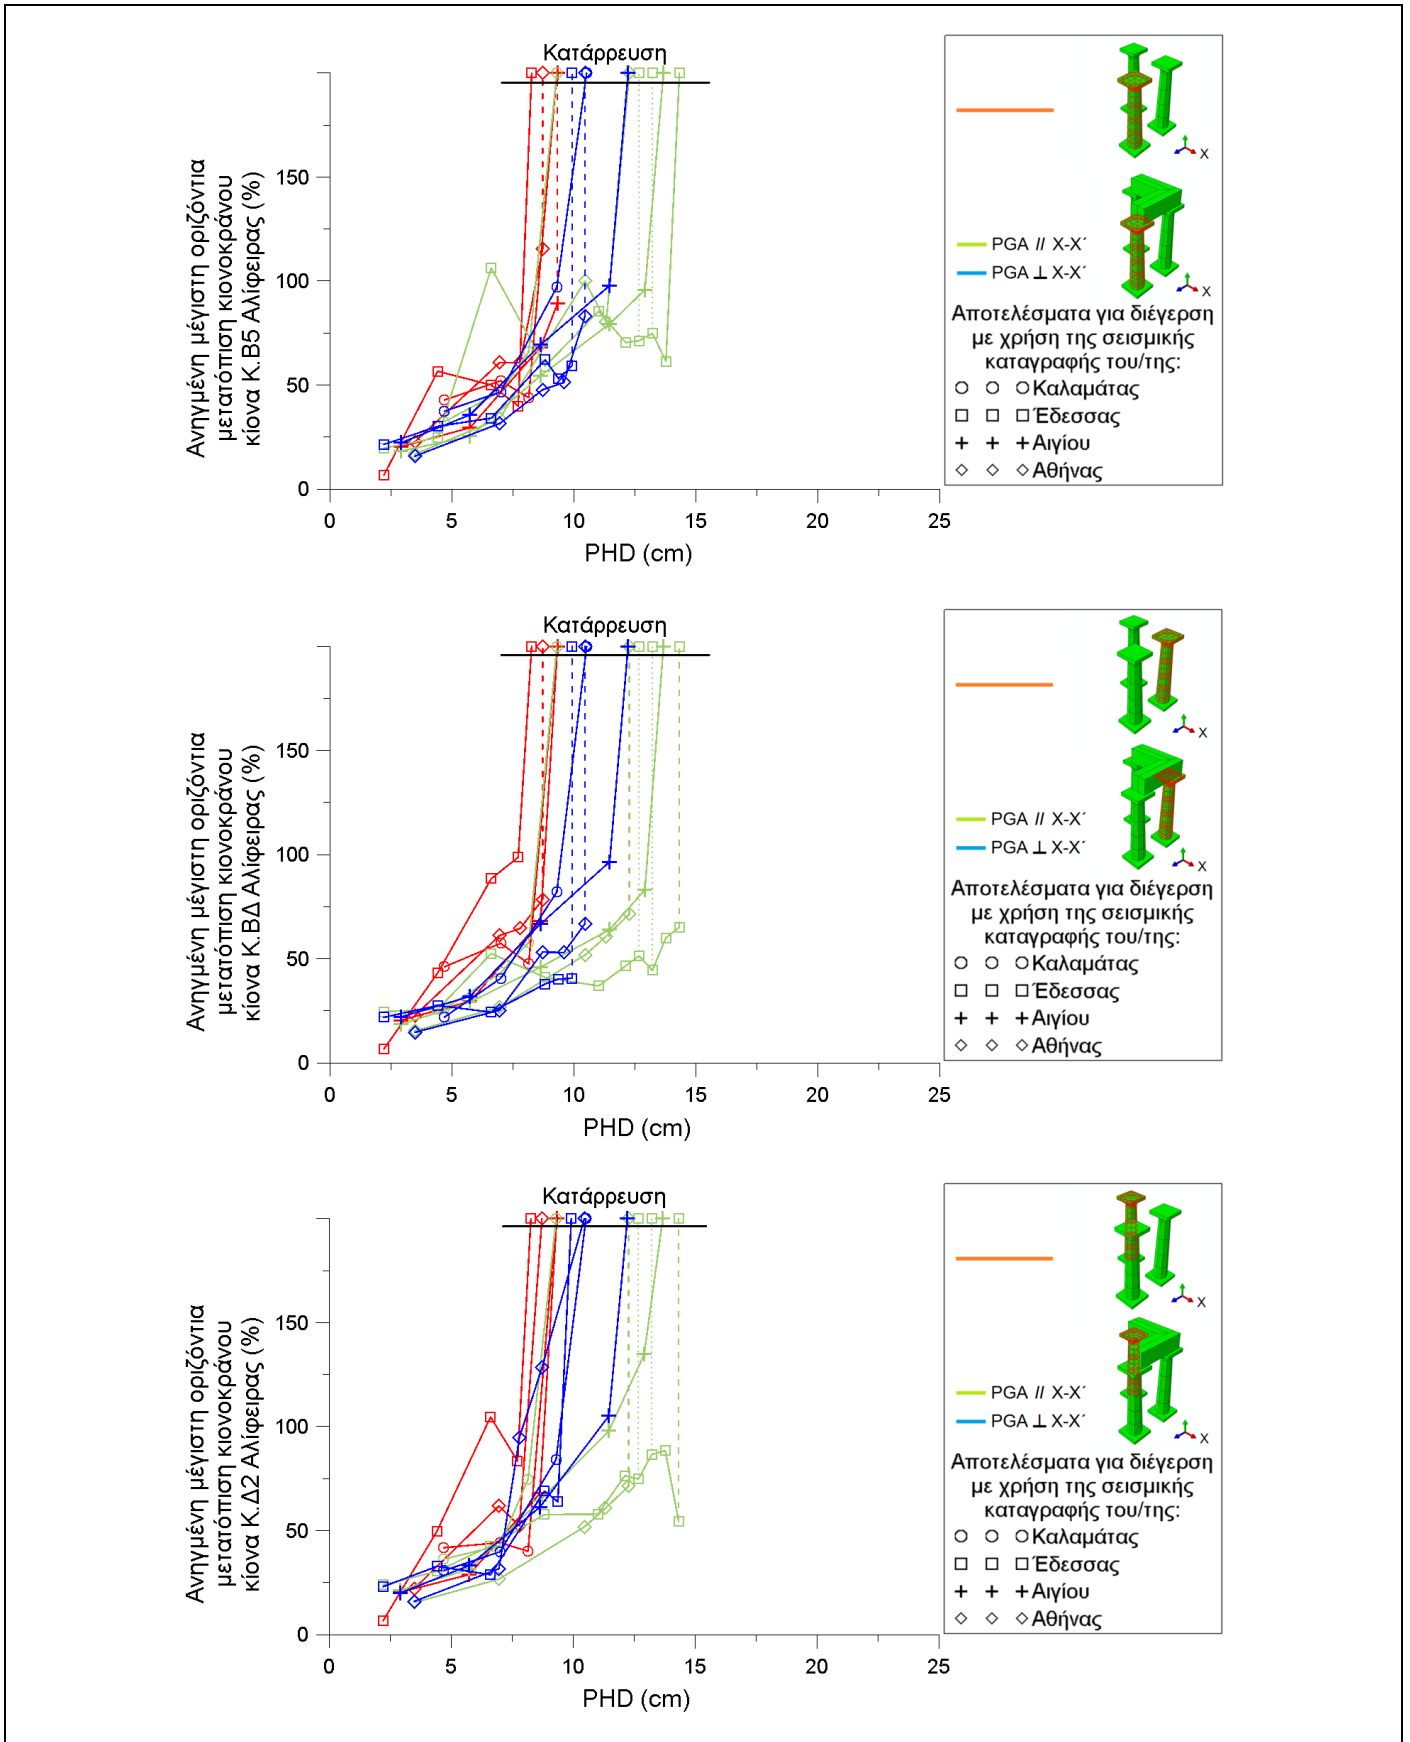 Κατάρρευση
Ανηγμένη μέγιστη οριζόντια
μετατόπιση κιονοκράνου
κίονα Κ.Β5 Αλίφειρας (%)
150
100
50
0
0 5 10 15 20 25
PHD (cm)
X
PGA // X-X΄
PGA ⊥ X-X΄
X
Αποτελέσματα για διέγερση
με χρήση της σεισμικής
καταγραφής του/της:
Καλαμάτας
Έδεσσας
Αιγίου
Αθήνας
Κατάρρευση
Ανηγμένη μέγιστη οριζόντια
μετατόπιση κιονοκράνου
κίονα Κ.ΒΔ Αλίφειρας (%)
150
100
50
0
0 5 10 15 20 25
PHD (cm)
X
PGA // X-X΄
PGA ⊥ X-X΄
X
Αποτελέσματα για διέγερση
με χρήση της σεισμικής
καταγραφής του/της:
Καλαμάτας
Έδεσσας
Αιγίου
Αθήνας
Κατάρρευση
Ανηγμένη μέγιστη οριζόντια
μετατόπιση κιονοκράνου
κίονα Κ.Δ2 Αλίφειρας (%)
150
100
50
0
0 5 10 15 20 25
PHD (cm)
X
PGA // X-X΄
PGA ⊥ X-X΄
X
Αποτελέσματα για διέγερση
με χρήση της σεισμικής
καταγραφής του/της:
Καλαμάτας
Έδεσσας
Αιγίου
Αθήνας